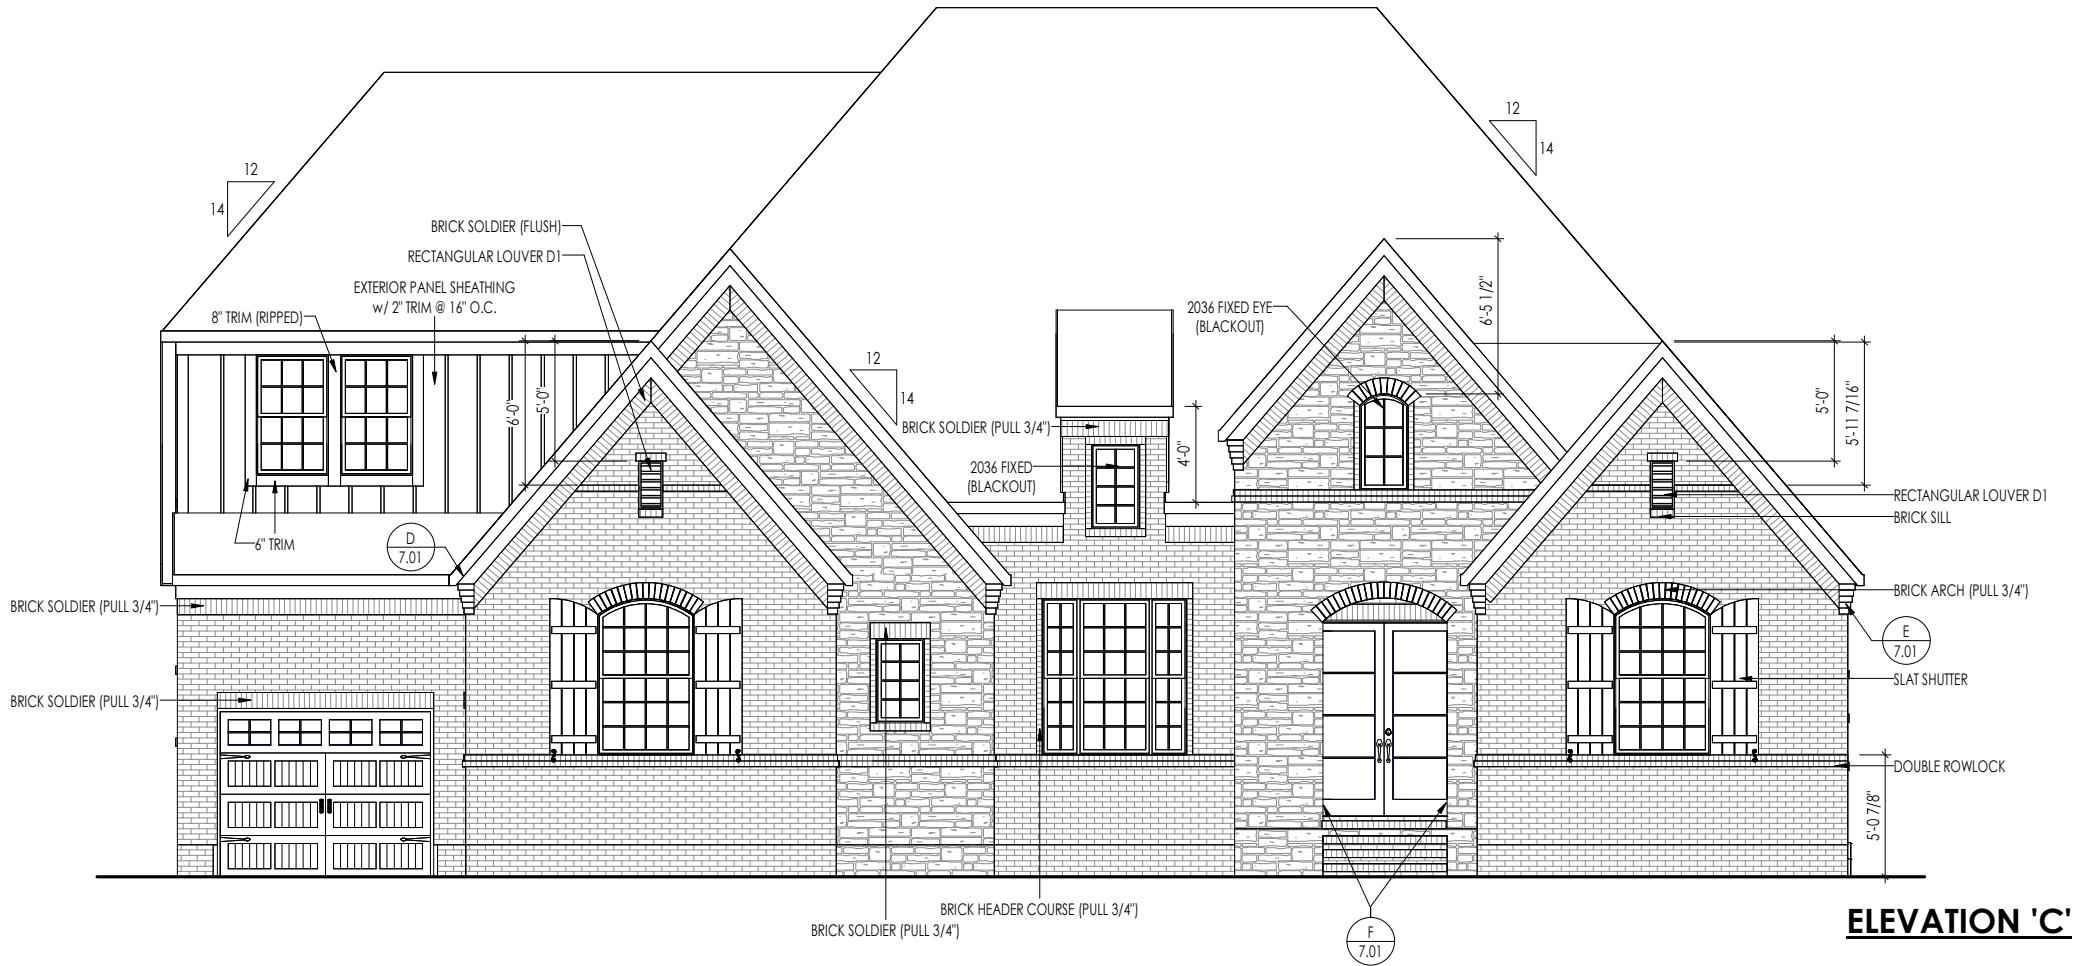 12
14
12
14
BRICK SOLDIER (FLUSH)
RECTANGULAR LOUVER D1
EXTERIOR PANEL SHEATHING
w/ 2" TRIM @ 16" O.C.
8" TRIM (RIPPED)
6'-5 1/2"
2036 FIXED EYE
(BLACKOUT)
12
14
6'-0"
5'-0"
5'-0"
5'-11 7/16"
BRICK SOLDIER (PULL 3/4")
4'-0"
2036 FIXED
(BLACKOUT)
RECTANGULAR LOUVER D1
BRICK SILL
6" TRIM
D
7.01
BRICK SOLDIER (PULL 3/4")
BRICK ARCH (PULL 3/4")
E
7.01
SLAT SHUTTER
BRICK SOLDIER (PULL 3/4")
DOUBLE ROWLOCK
5'-0 7/8"
BRICK HEADER COURSE (PULL 3/4")
BRICK SOLDIER (PULL 3/4")
F
7.01
ELEVATION 'C'